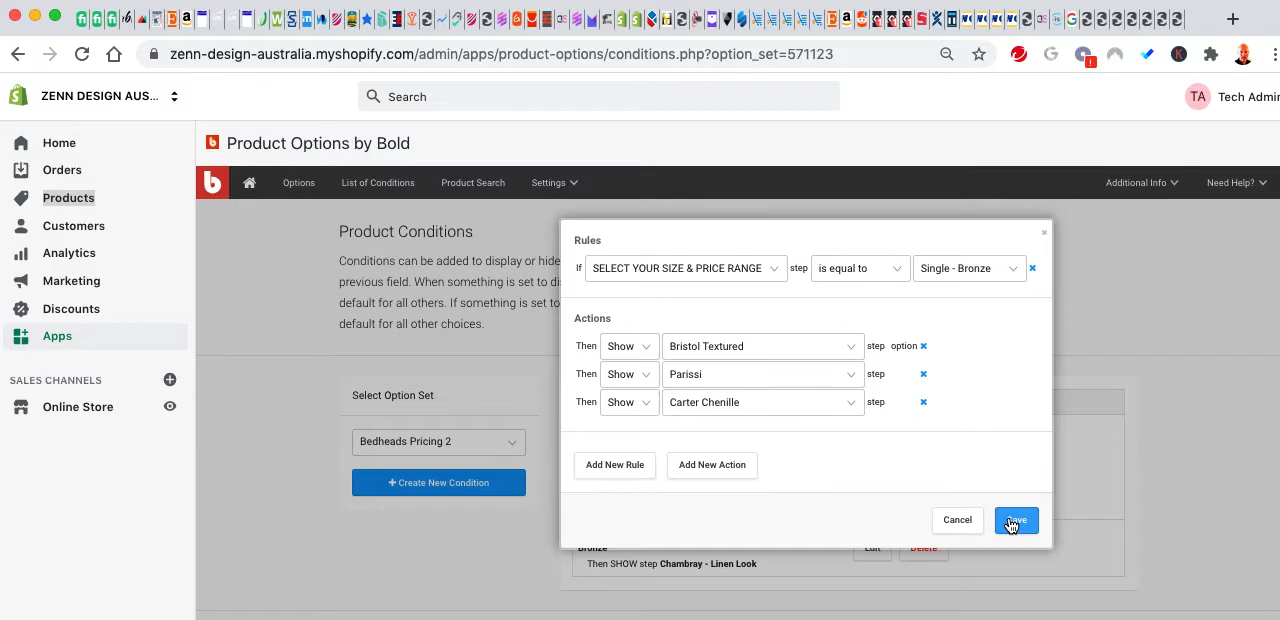 zenn-design-australia.myshopify.com/admin/apps/product-options/conditions.php?option_set=571123
ZENN DESIGN AUS...
Search
TA Tech Admin
Home
Orders
Products
Customers
Analytics
Marketing
Discounts
Apps
SALES CHANNELS
Online Store
Product Options by Bold
Options List of Conditions Product Search Settings Additional Info Need Help?
Product Conditions
Conditions can be added to display or hide
previous field. When something is set to
default for all others. If something is set to
default for all other choices.
Select Option Set
Bedheads Pricing 2
+ Create New Condition
Rules
If SELECT YOUR SIZE & PRICE RANGE step is equal to Single - Bronze
Actions
Then Show Bristol Textured step option
Then Show Parissi step
Then Show Carter Chenille step
Add New Rule Add New Action
Cancel Save
Bronze Edit Delete
Then SHOW step Chambray - Linen Look